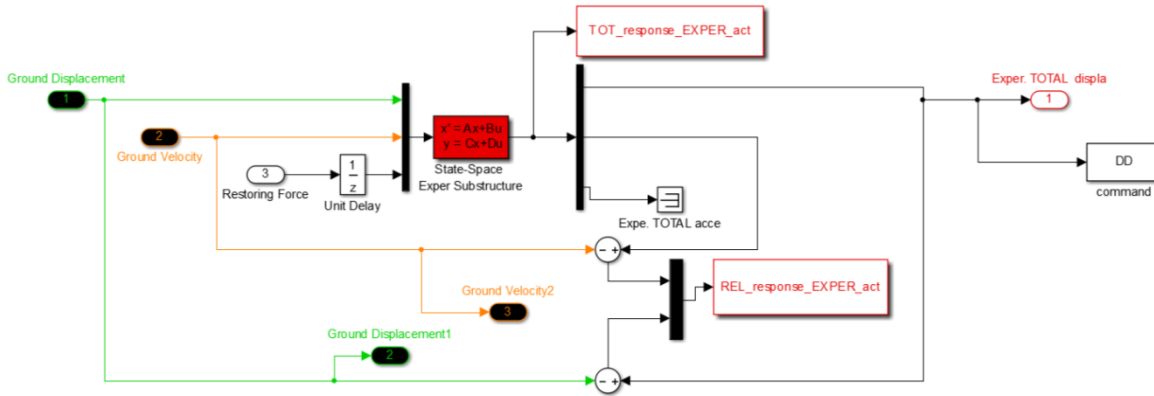 TOT_response_EXPER_act
Ground Displacement
1
Exper. TOTAL displa
1
2
Ground Velocity
x' = Ax+Bu
y = Cx+Du
State-Space
Exper Substructure
3
Restoring Force
1
z
Unit Delay
DD
command
Expe. TOTAL acce
- +
Ground Velocity2
3
REL_response_EXPER_act
Ground Displacement1
2
- +